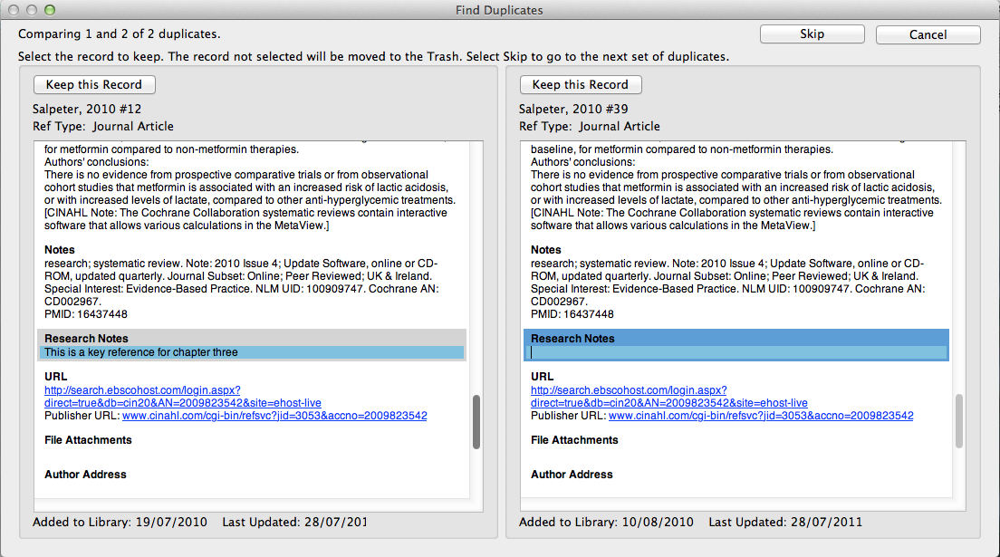 Find Duplicates
Comparing 1 and 2 of 2 duplicates.
Skip
Cancel
Select the record to keep. The record not selected will be moved to the Trash. Select Skip to go to the next set of duplicates.
Keep this Record
Salpeter, 2010 #12
Ref Type: Journal Article
for metformin compared to non-metformin therapies.
Authors' conclusions:
There is no evidence from prospective comparative trials or from observational
cohort studies that metformin is associated with an increased risk of lactic acidosis,
or with increased levels of lactate, compared to other anti-hyperglycemic treatments.
[CINAHL Note: The Cochrane Collaboration systematic reviews contain interactive
software that allows various calculations in the MetaView.]
Notes
research; systematic review. Note: 2010 Issue 4; Update Software, online or CD-
ROM, updated quarterly. Journal Subset: Online; Peer Reviewed; UK & Ireland.
Special Interest: Evidence-Based Practice. NLM UID: 100909747. Cochrane AN:
CD002967.
PMID: 16437448
Research Notes
This is a key reference for chapter three
URL
http://search.ebscohost.com/login.aspx?
direct=true&db=cin20&AN=2009823542&site=ehost-live
Publisher URL: www.cinahl.com/cgi-bin/refsvc?jid=3053&accno=2009823542
File Attachments
Author Address
Added to Library: 19/07/2010 Last Updated: 28/07/201
Keep this Record
Salpeter, 2010 #39
Ref Type: Journal Article
baseline, for metformin compared to non-metformin therapies.
Authors' conclusions:
There is no evidence from prospective comparative trials or from observational
cohort studies that metformin is associated with an increased risk of lactic acidosis,
or with increased levels of lactate, compared to other anti-hyperglycemic treatments.
[CINAHL Note: The Cochrane Collaboration systematic reviews contain interactive
software that allows various calculations in the MetaView.]
Notes
research; systematic review. Note: 2010 Issue 4; Update Software, online or CD-
ROM, updated quarterly. Journal Subset: Online; Peer Reviewed; UK & Ireland.
Special Interest: Evidence-Based Practice. NLM UID: 100909747. Cochrane AN:
CD002967.
PMID: 16437448
Research Notes
URL
http://search.ebscohost.com/login.aspx?
direct=true&db=cin20&AN=2009823542&site=ehost-live
Publisher URL: www.cinahl.com/cgi-bin/refsvc?jid=3053&accno=2009823542
File Attachments
Author Address
Added to Library: 10/08/2010 Last Updated: 28/07/2011